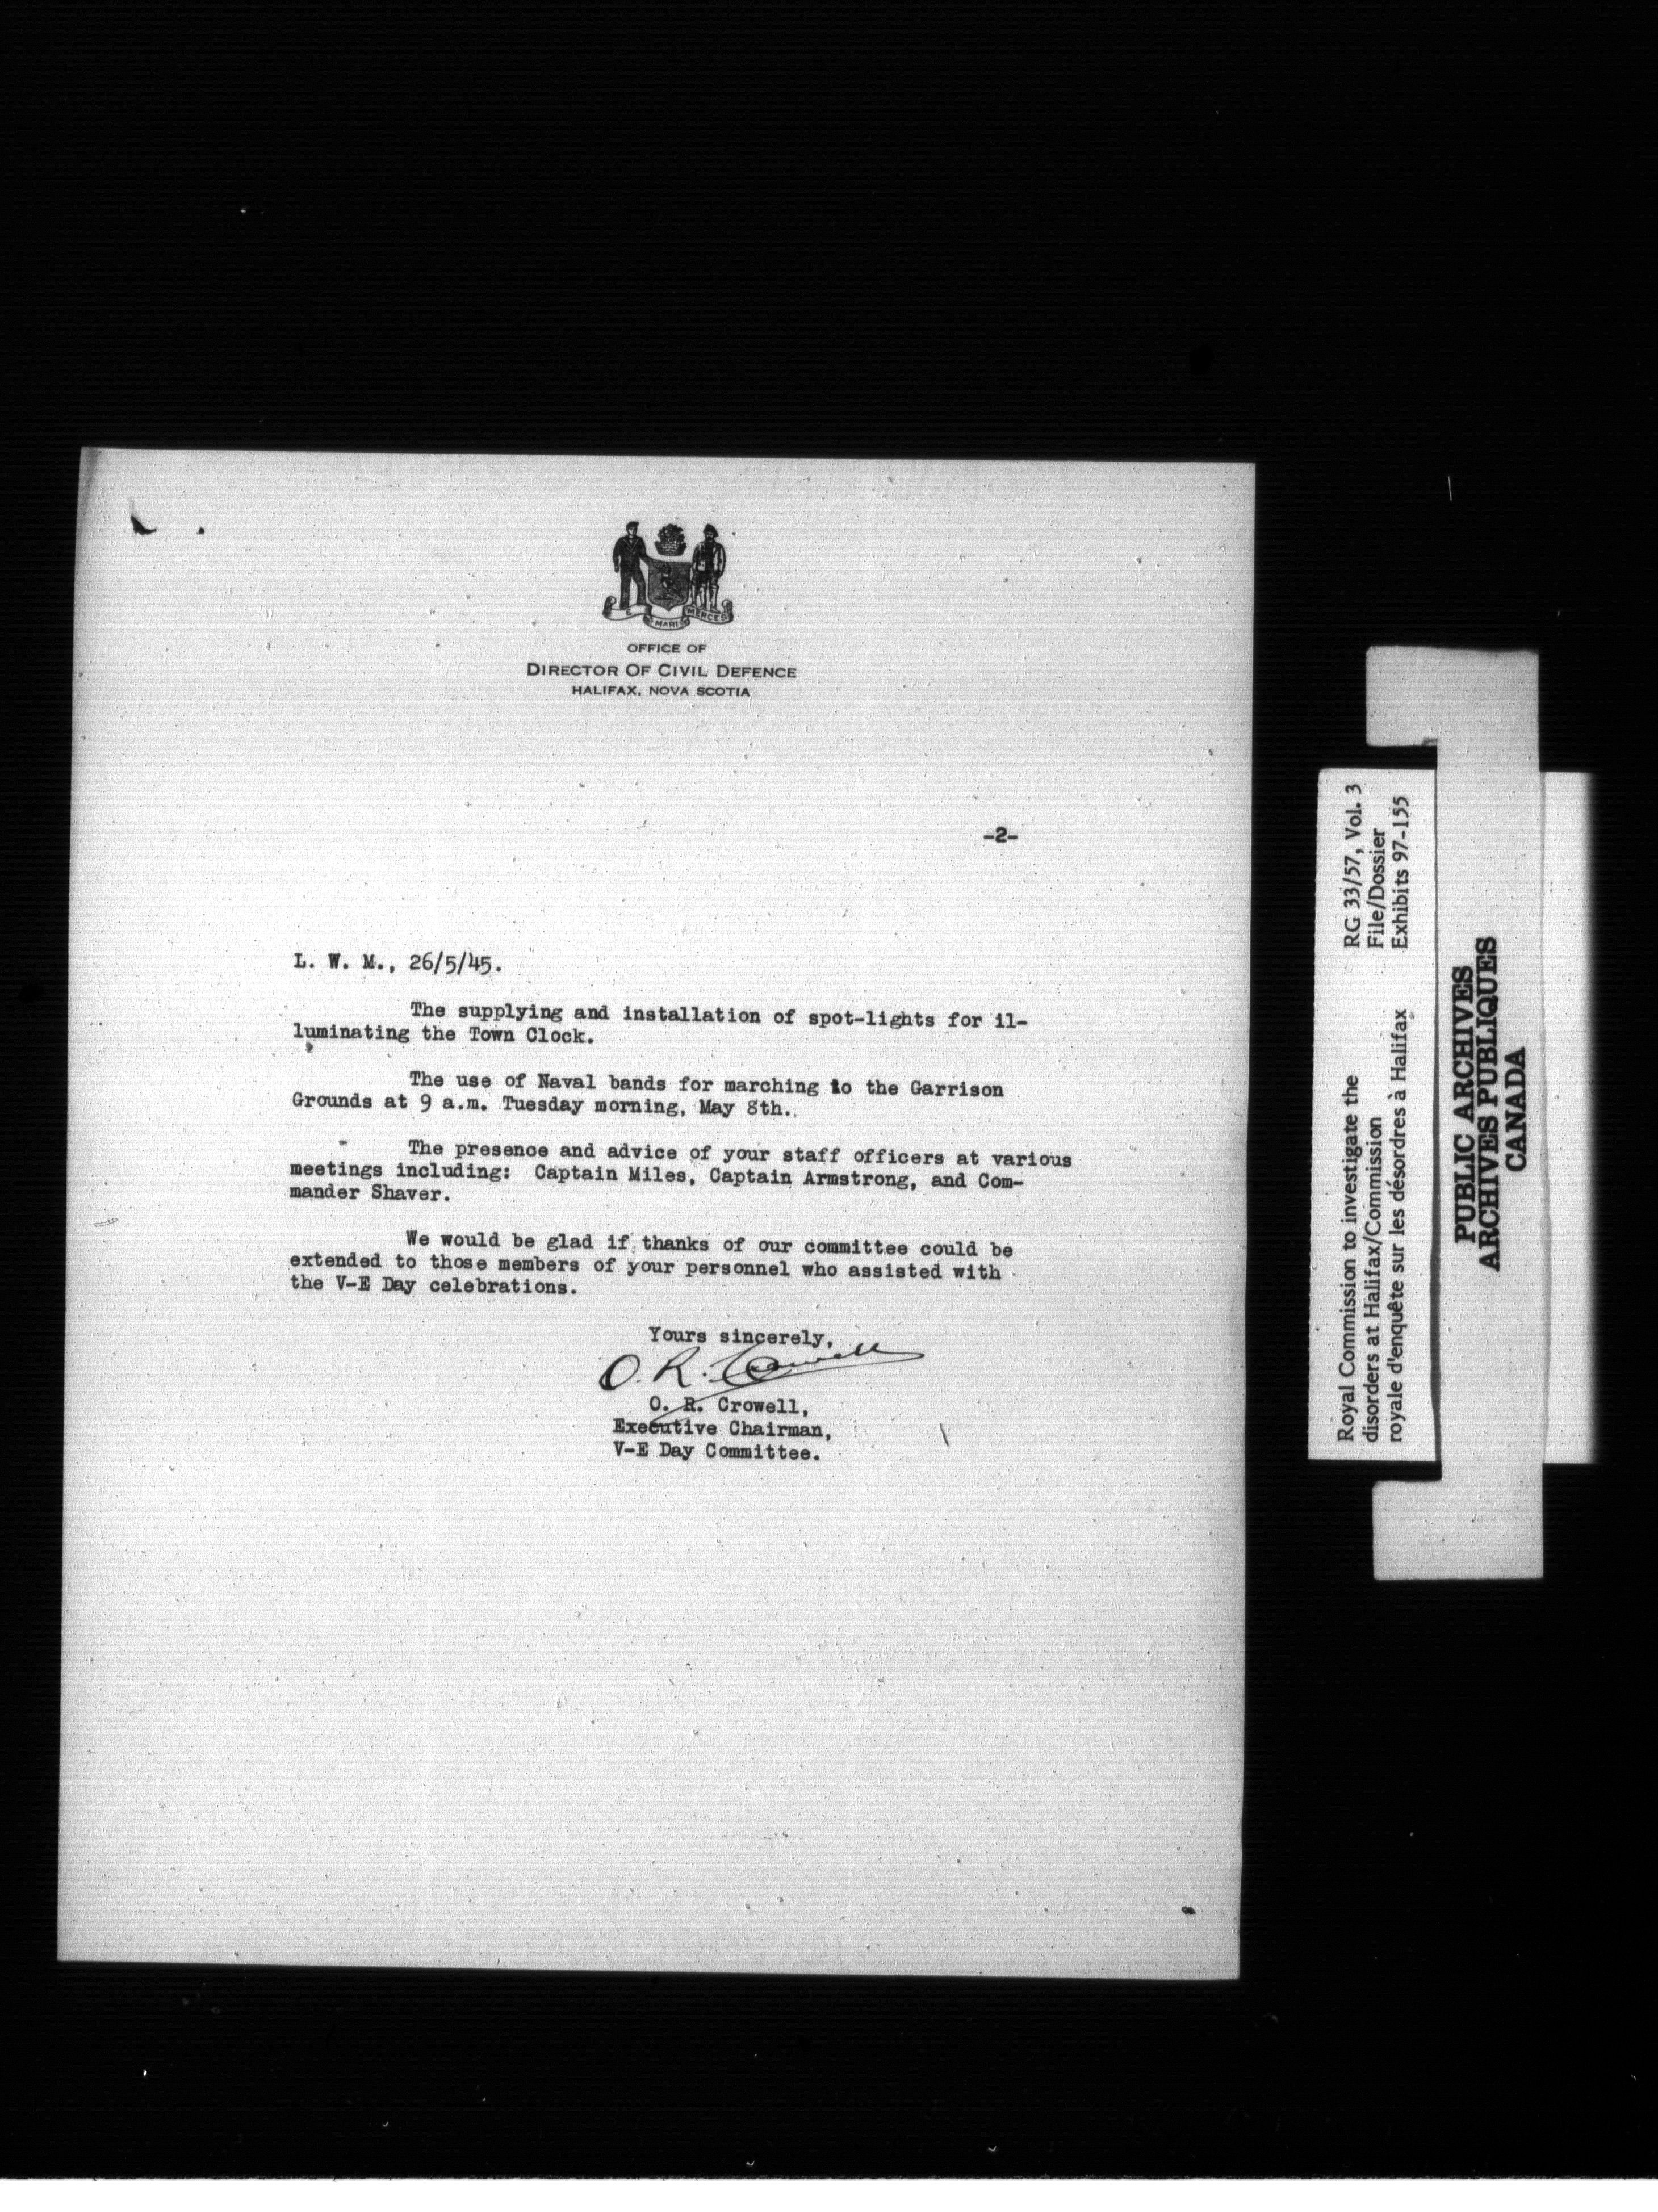 E MARI MERCES
OFFICE OF
DIRECTOR OF CIVIL DEFENCE
HALIFAX, NOVA SCOTIA
-2-
L. W. M., 26/5/45.
The supplying and installation of spot-lights for il-
luminating the Town Clock.
The use of Naval bands for marching to the Garrison
Grounds at 9 a.m. Tuesday morning, May 8th.
The presence and advice of your staff officers at various
meetings including: Captain Miles, Captain Armstrong, and Com-
mander Shaver.
We would be glad if thanks of our committee could be
extended to those members of your personnel who assisted with
the V-E Day celebrations.
Yours sincerely,
O. R. Crowell
O. R. Crowell,
Executive Chairman,
V-E Day Committee.
Royal Commission to investigate the
disorders at Halifax/Commission
royale d'enquête sur les désordres à Halifax
RG 33/57, Vol. 3
File/Dossier
Exhibits 97-155
PUBLIC ARCHIVES
ARCHIVES PUBLIQUES
CANADA